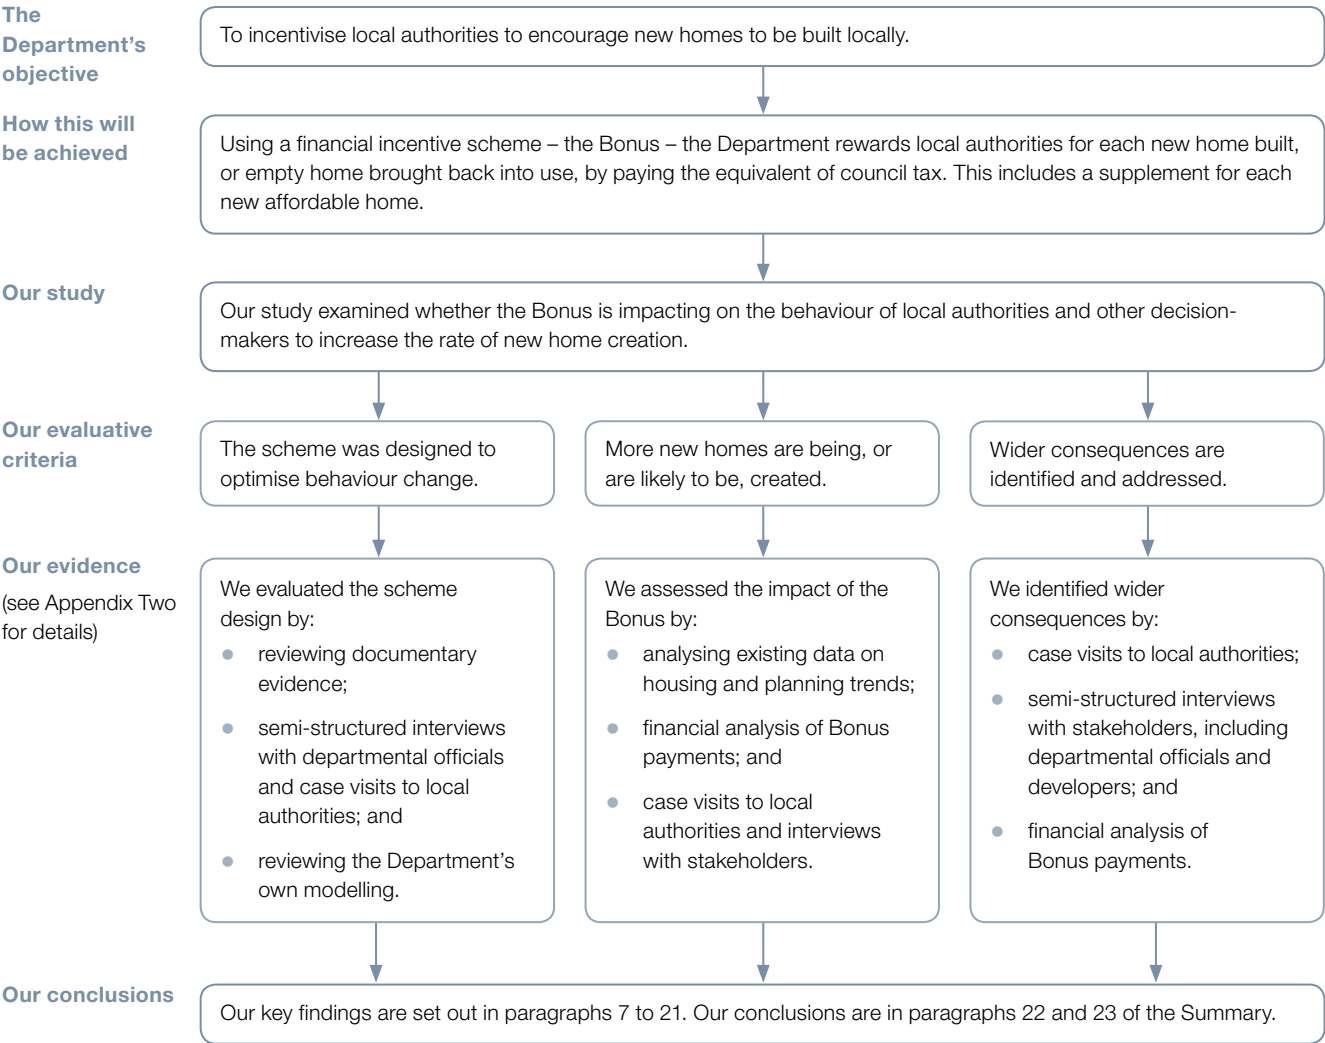 The
Department's
objective
To incentivise local authorities to encourage new homes to be built locally.
How this will
be achieved
Using a financial incentive scheme – the Bonus – the Department rewards local authorities for each new home built,
or empty home brought back into use, by paying the equivalent of council tax. This includes a supplement for each
new affordable home.
Our study
Our study examined whether the Bonus is impacting on the behaviour of local authorities and other decision-
makers to increase the rate of new home creation.
Our evaluative
criteria
The scheme was designed to
optimise behaviour change.
More new homes are being, or
are likely to be, created.
Wider consequences are
identified and addressed.
Our evidence
(see Appendix Two
for details)
We evaluated the scheme
design by:
● reviewing documentary
evidence;
● semi-structured interviews
with departmental officials
and case visits to local
authorities; and
● reviewing the Department's
own modelling.
We assessed the impact of the
Bonus by:
● analysing existing data on
housing and planning trends;
● financial analysis of Bonus
payments; and
● case visits to local
authorities and interviews
with stakeholders.
We identified wider
consequences by:
● case visits to local authorities;
● semi-structured interviews
with stakeholders, including
departmental officials and
developers; and
● financial analysis of
Bonus payments.
Our conclusions
Our key findings are set out in paragraphs 7 to 21. Our conclusions are in paragraphs 22 and 23 of the Summary.